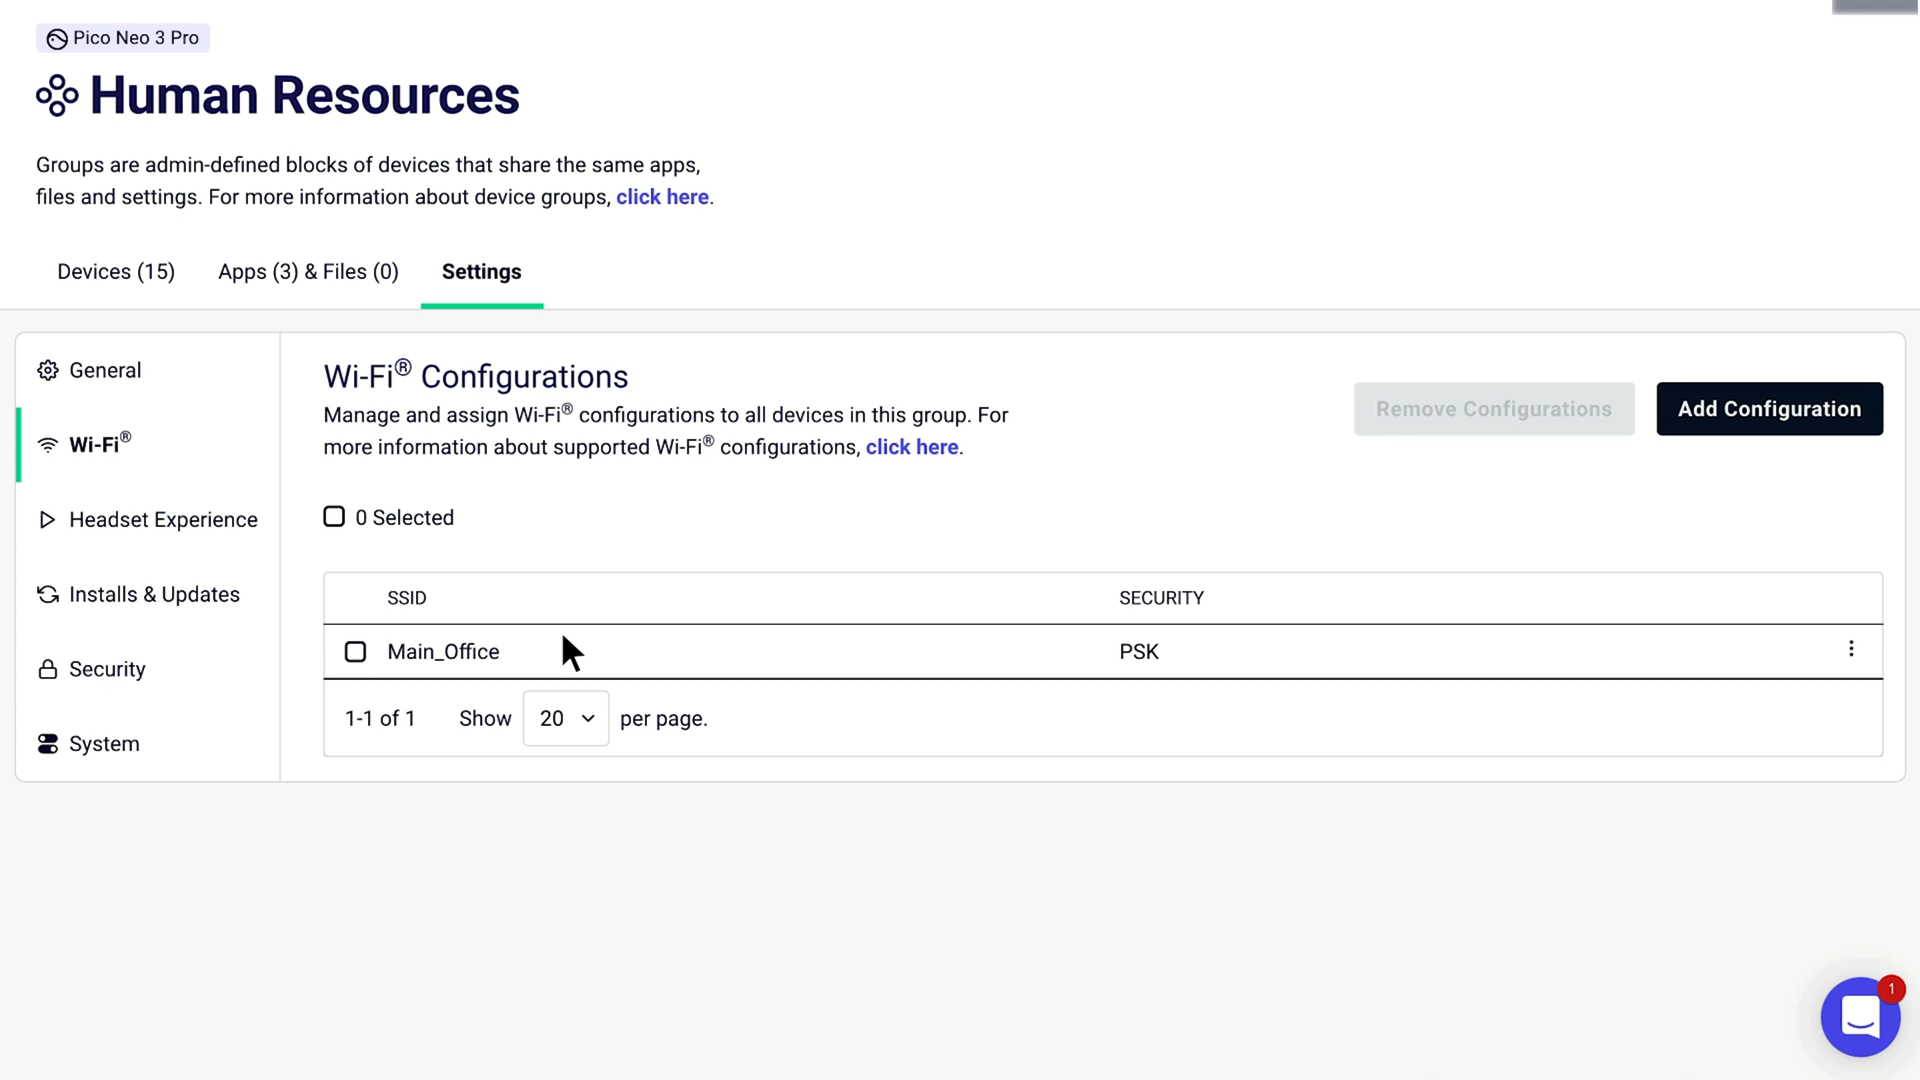 Pico Neo 3 Pro
Human Resources
Groups are admin-defined blocks of devices that share the same apps,
files and settings. For more information about device groups, click here.
Devices (15) Apps (3) & Files (0) Settings
General
Wi-Fi®
Headset Experience
Installs & Updates
Security
System
Wi-Fi® Configurations
Manage and assign Wi-Fi® configurations to all devices in this group. For
more information about supported Wi-Fi® configurations, click here.
Remove Configurations Add Configuration
0 Selected
SSID SECURITY
Main_Office PSK
1-1 of 1 Show 20 per page.
1